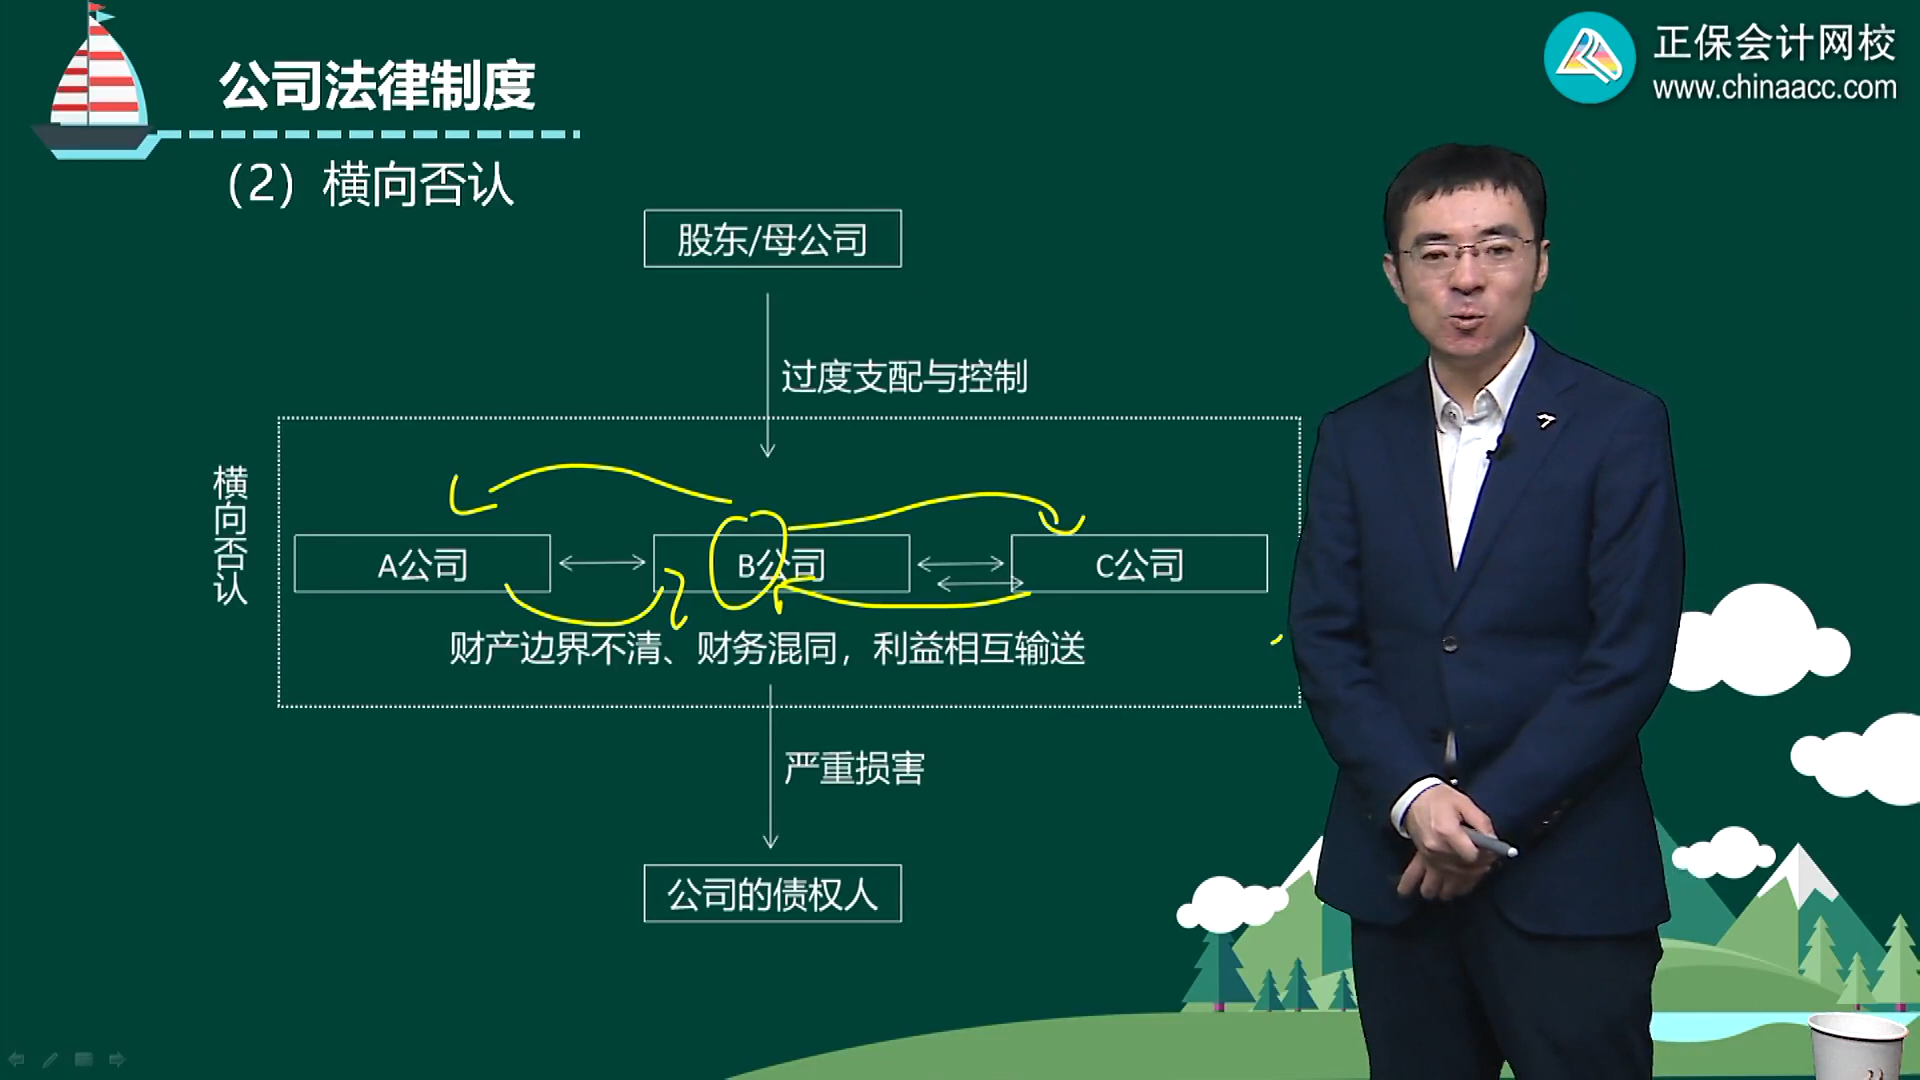 正保会计网校
www.chinaacc.com
公司法律制度
（2）横向否认
股东/母公司
过度支配与控制
横向否认
A公司
B公司
C公司
财产边界不清、财务混同，利益相互输送
严重损害
公司的债权人